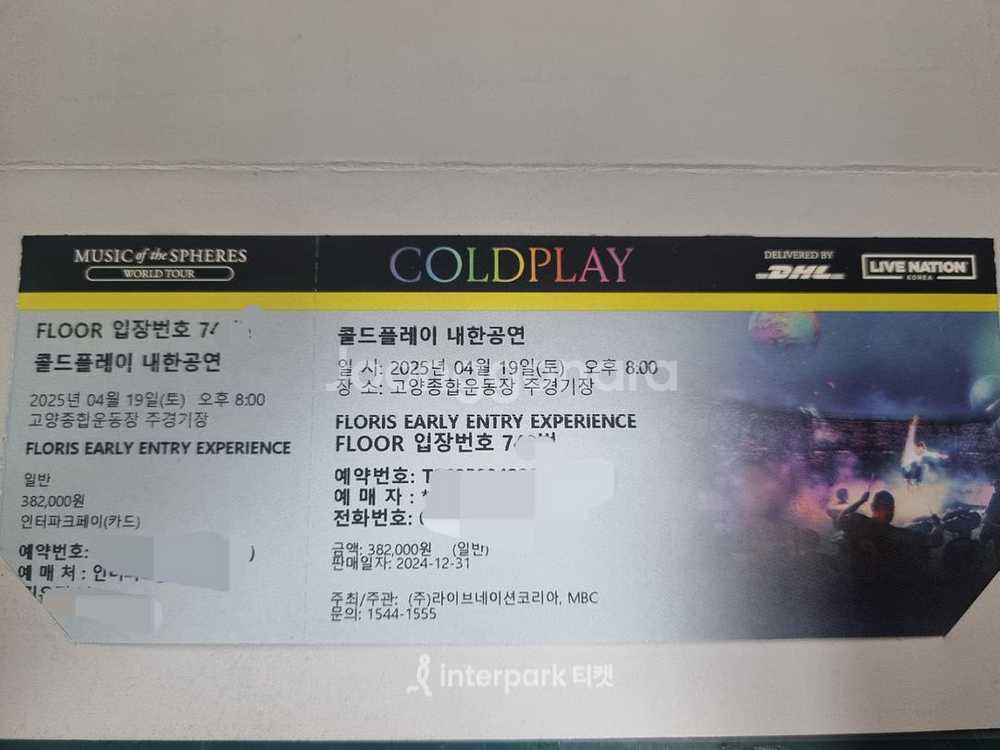 MUSIC of the SPHERES
WORLD TOUR
COLDPLAY
DELIVERED BY
DHL
LIVE NATION
KOREA
FLOOR 입장번호
콜드플레이 내한공연
2025년 04월 19일(토) 오후 8:00
고양종합운동장 주경기장
FLORIS EARLY ENTRY EXPERIENCE
일반
382,000원
인터파크페이(카드)
예약번호:
예 매 처 :
콜드플레이 내한공연
일 시: 2025년 04월 19일(토) 오후 8:00
장 소: 고양종합운동장 주경기장
FLORIS EARLY ENTRY EXPERIENCE
FLOOR 입장번호
예약번호:
예 매 자 :
전화번호:
금액: 382,000원 (일반)
판매일자: 2024-12-31
주최/주관: (주)라이브네이션코리아, MBC
문의: 1544-1555
interpark 티켓